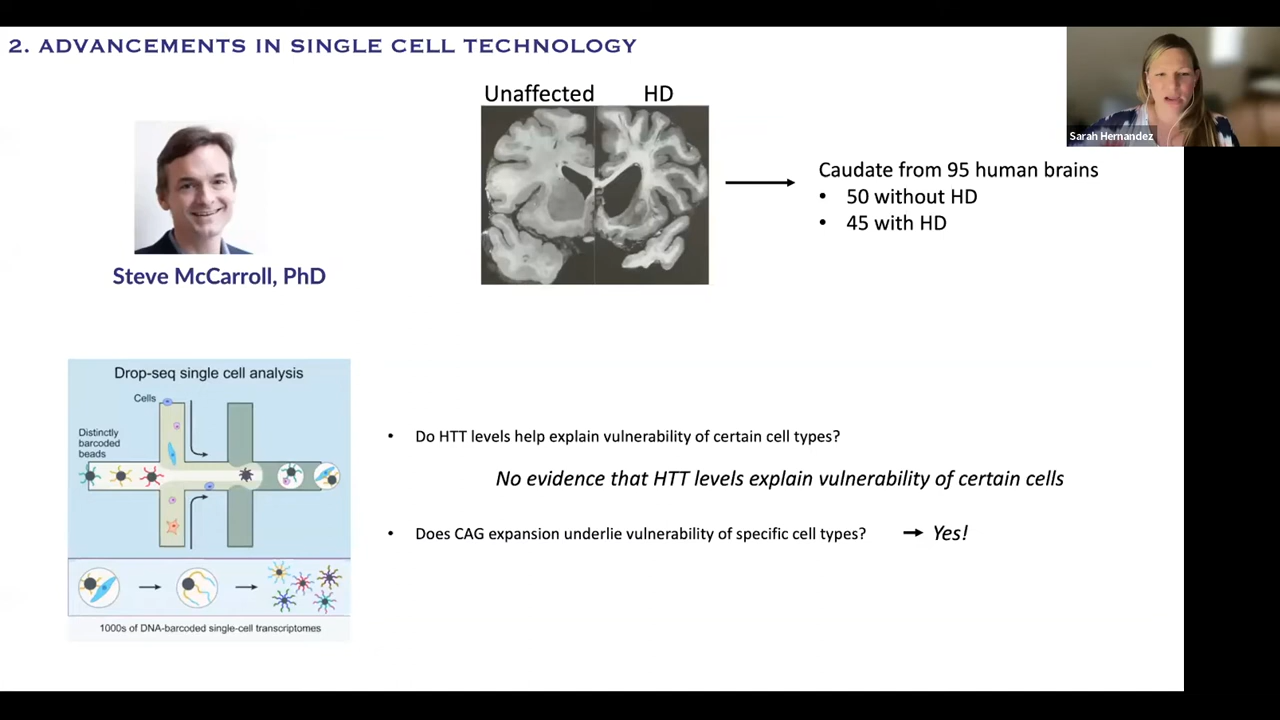 2. ADVANCEMENTS IN SINGLE CELL TECHNOLOGY
Sarah Hernandez
Unaffected HD
Steve McCarroll, PhD
Caudate from 95 human brains
• 50 without HD
• 45 with HD
Drop-seq single cell analysis
Cells
Distinctly
barcoded
beads
1000s of DNA-barcoded single-cell transcriptomes
• Do HTT levels help explain vulnerability of certain cell types?
No evidence that HTT levels explain vulnerability of certain cells
• Does CAG expansion underlie vulnerability of specific cell types? → Yes!